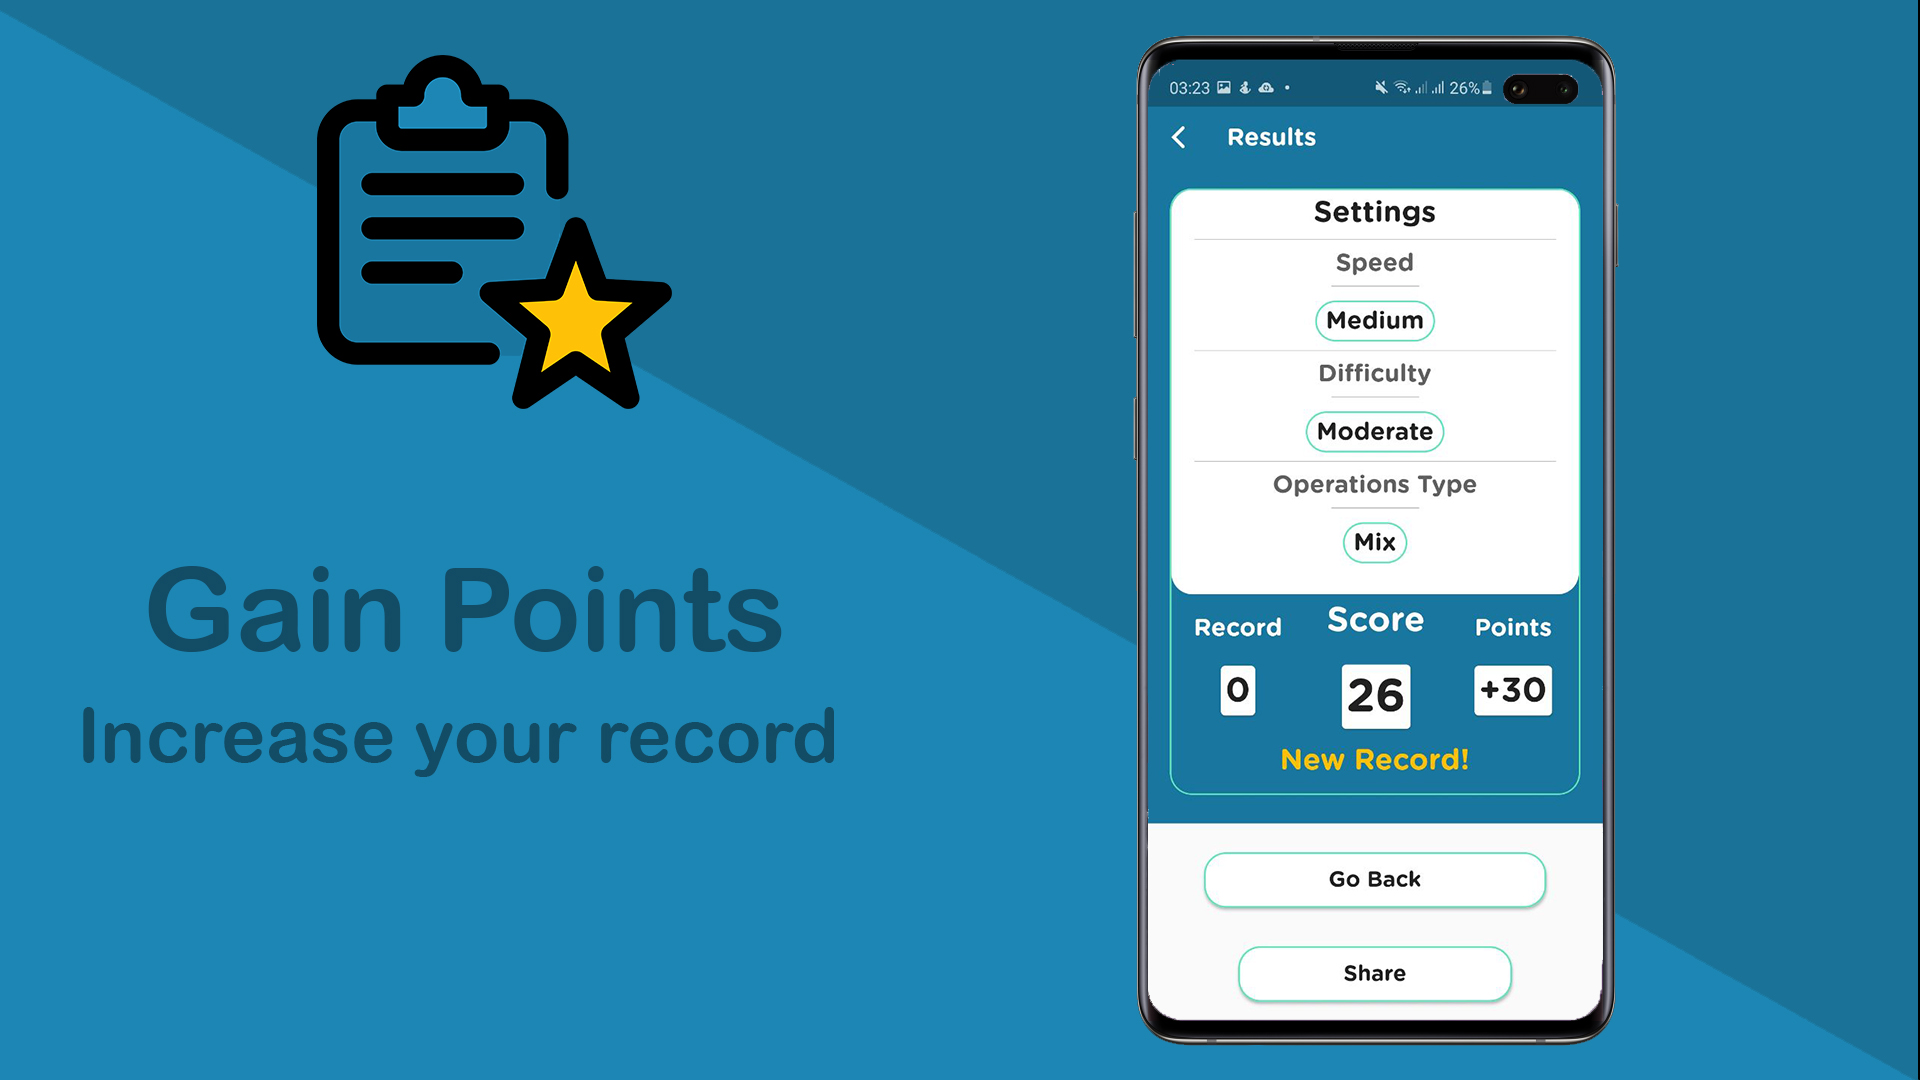 Gain Points
Increase your record
03:23 26%
Results
Settings
Speed
Medium
Difficulty
Moderate
Operations Type
Mix
Record Score Points
0 26 +30
New Record!
Go Back
Share